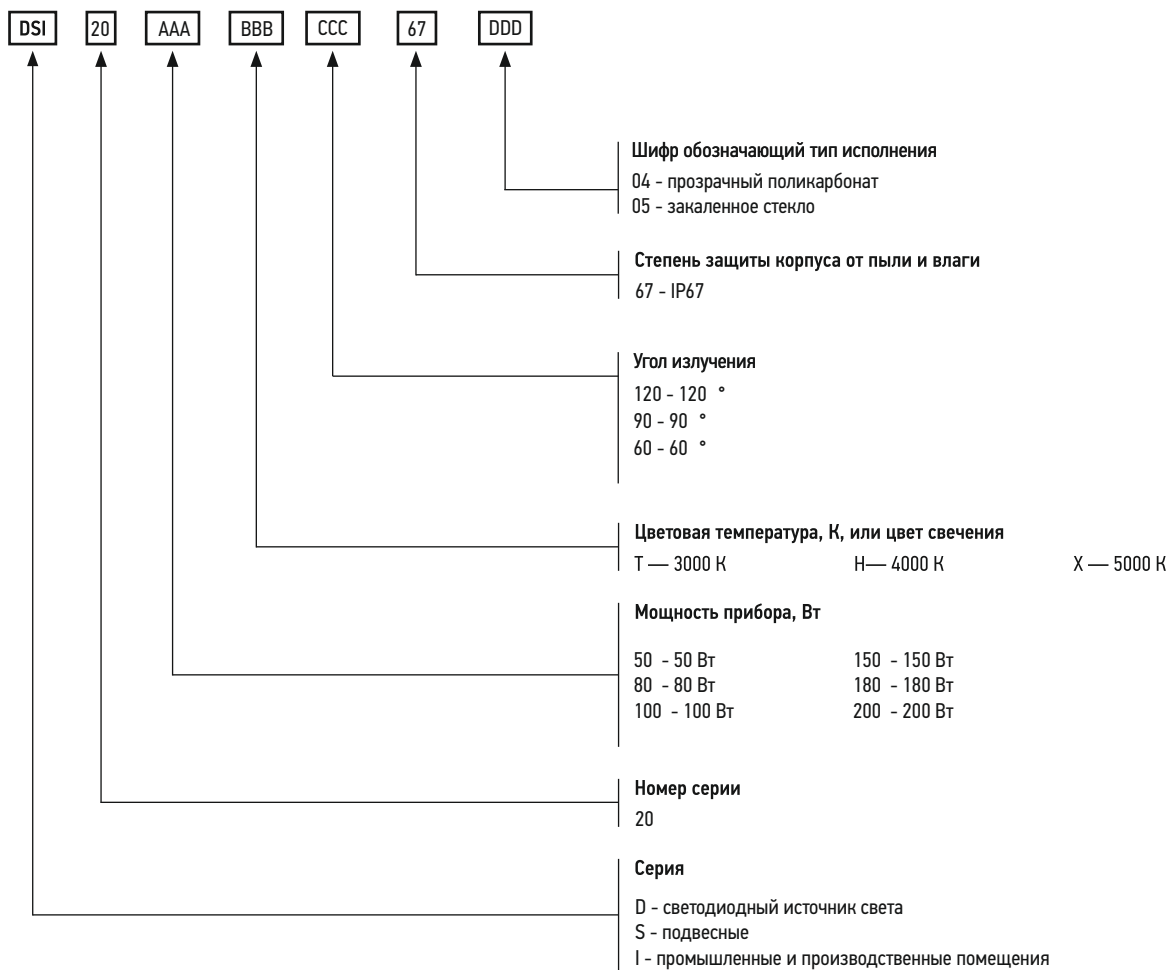 DSI 20 AAA BBB CCC 67 DDD
Шифр обозначающий тип исполнения
04 - прозрачный поликарбонат
05 - закаленное стекло
Степень защиты корпуса от пыли и влаги
67 - IP67
Угол излучения
120 - 120 °
90 - 90 °
60 - 60 °
Цветовая температура, К, или цвет свечения
Т — 3000 К Н— 4000 К Х — 5000 К
Мощность прибора, Вт
50 - 50 Вт 150 - 150 Вт
80 - 80 Вт 180 - 180 Вт
100 - 100 Вт 200 - 200 Вт
Номер серии
20
Серия
D - светодиодный источник света
S - подвесные
I - промышленные и производственные помещения